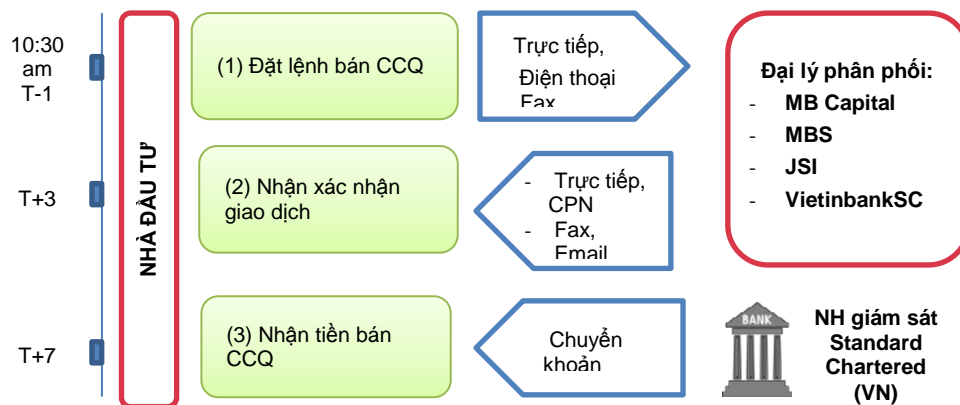 10:30
am
T-1
T+3
T+7
NHÀ ĐẦU TƯ
(1) Đặt lệnh bán CCQ
Trực tiếp,
Điện thoại
Fax
(2) Nhận xác nhận
giao dịch
- Trực tiếp,
CPN
- Fax,
Email
(3) Nhận tiền bán
CCQ
Chuyển
khoản
Đại lý phân phối:
- MB Capital
- MBS
- JSI
- VietinbankSC
BANK
NH giám sát
Standard
Chartered
(VN)